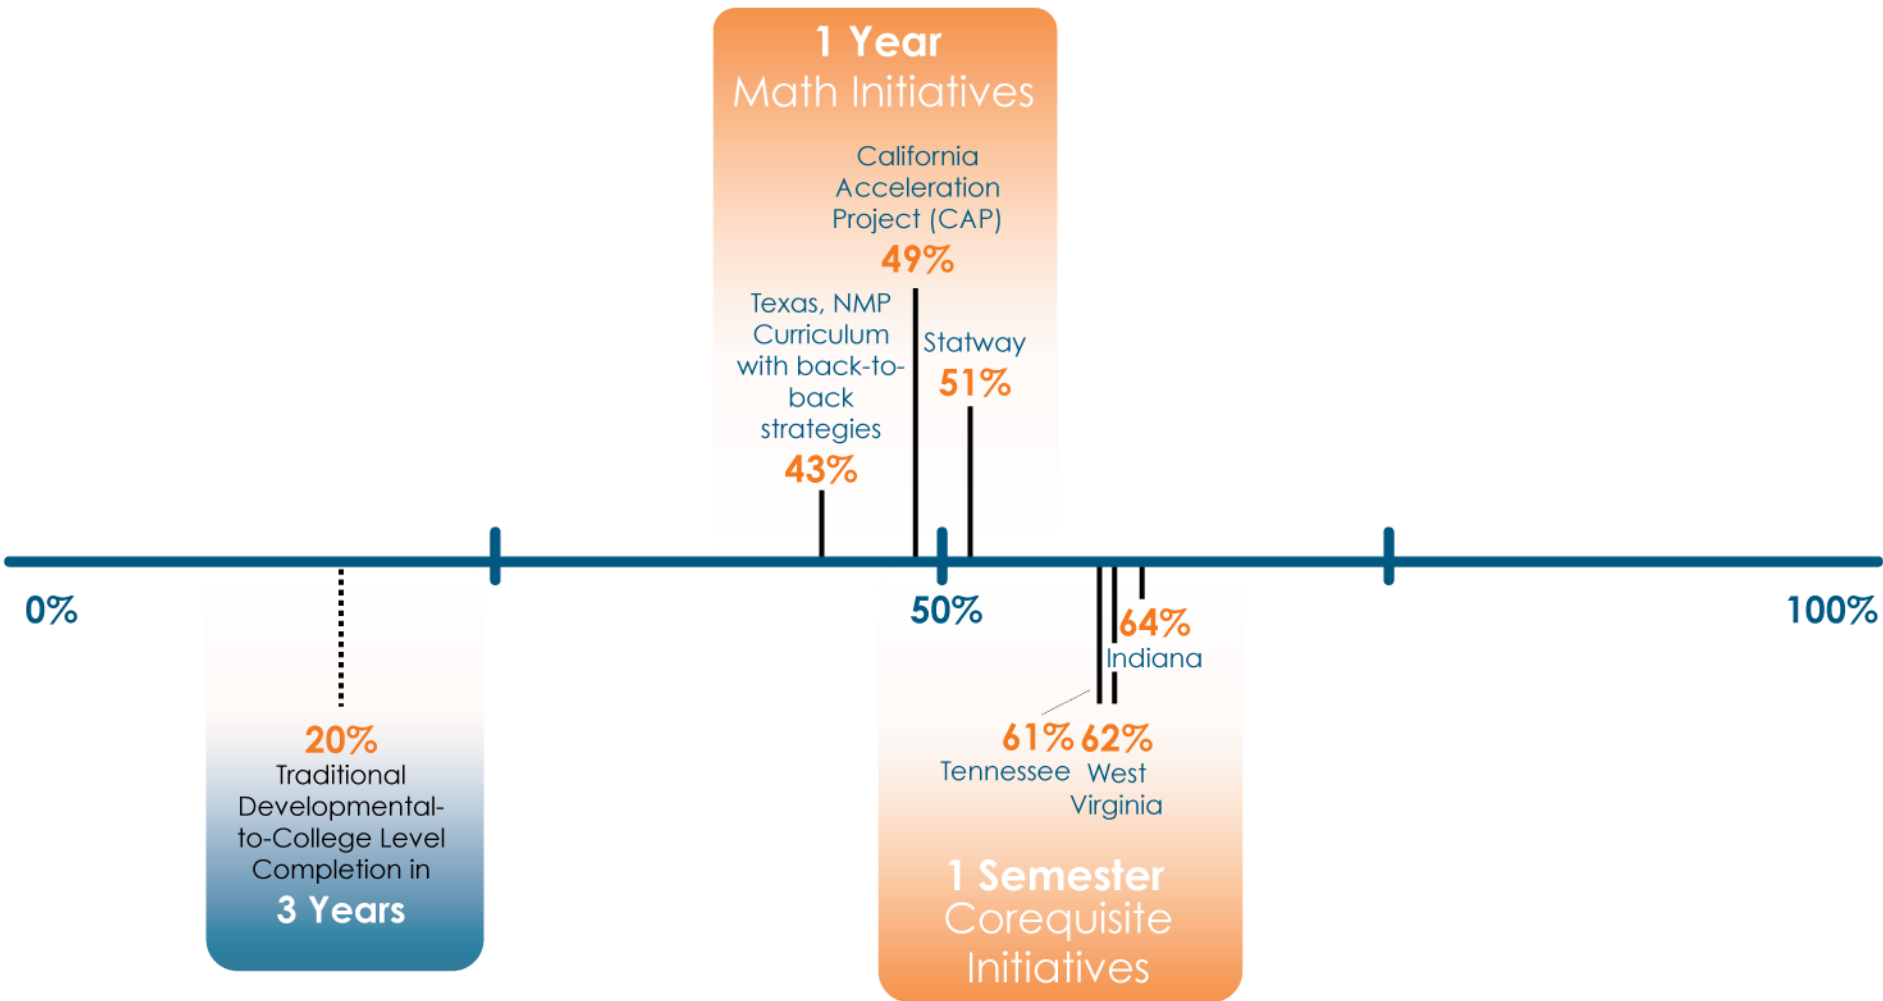 1 Year
Math Initiatives
California
Acceleration
Project (CAP)
49%
Texas, NMP
Curriculum
with back-to-
back
strategies
43%
Statway
51%
0%
50%
100%
64%
Indiana
61%
Tennessee
62%
West
Virginia
1 Semester
Corequisite
Initiatives
20%
Traditional
Developmental-
to-College Level
Completion in
3 Years